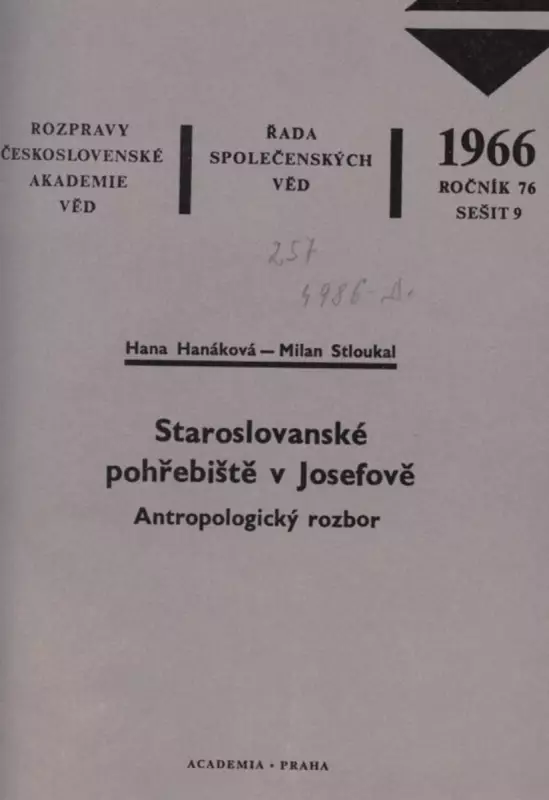 ROZPRAVY
ČESKOSLOVENSKÉ
AKADEMIE
VĚD
ŘADA
SPOLEČENSKÝCH
VĚD
1966
ROČNÍK 76
SEŠIT 9
257
4986-D.
Hana Hanáková — Milan Stloukal
Staroslovanské
pohřebiště v Josefově
Antropologický rozbor
ACADEMIA • PRAHA